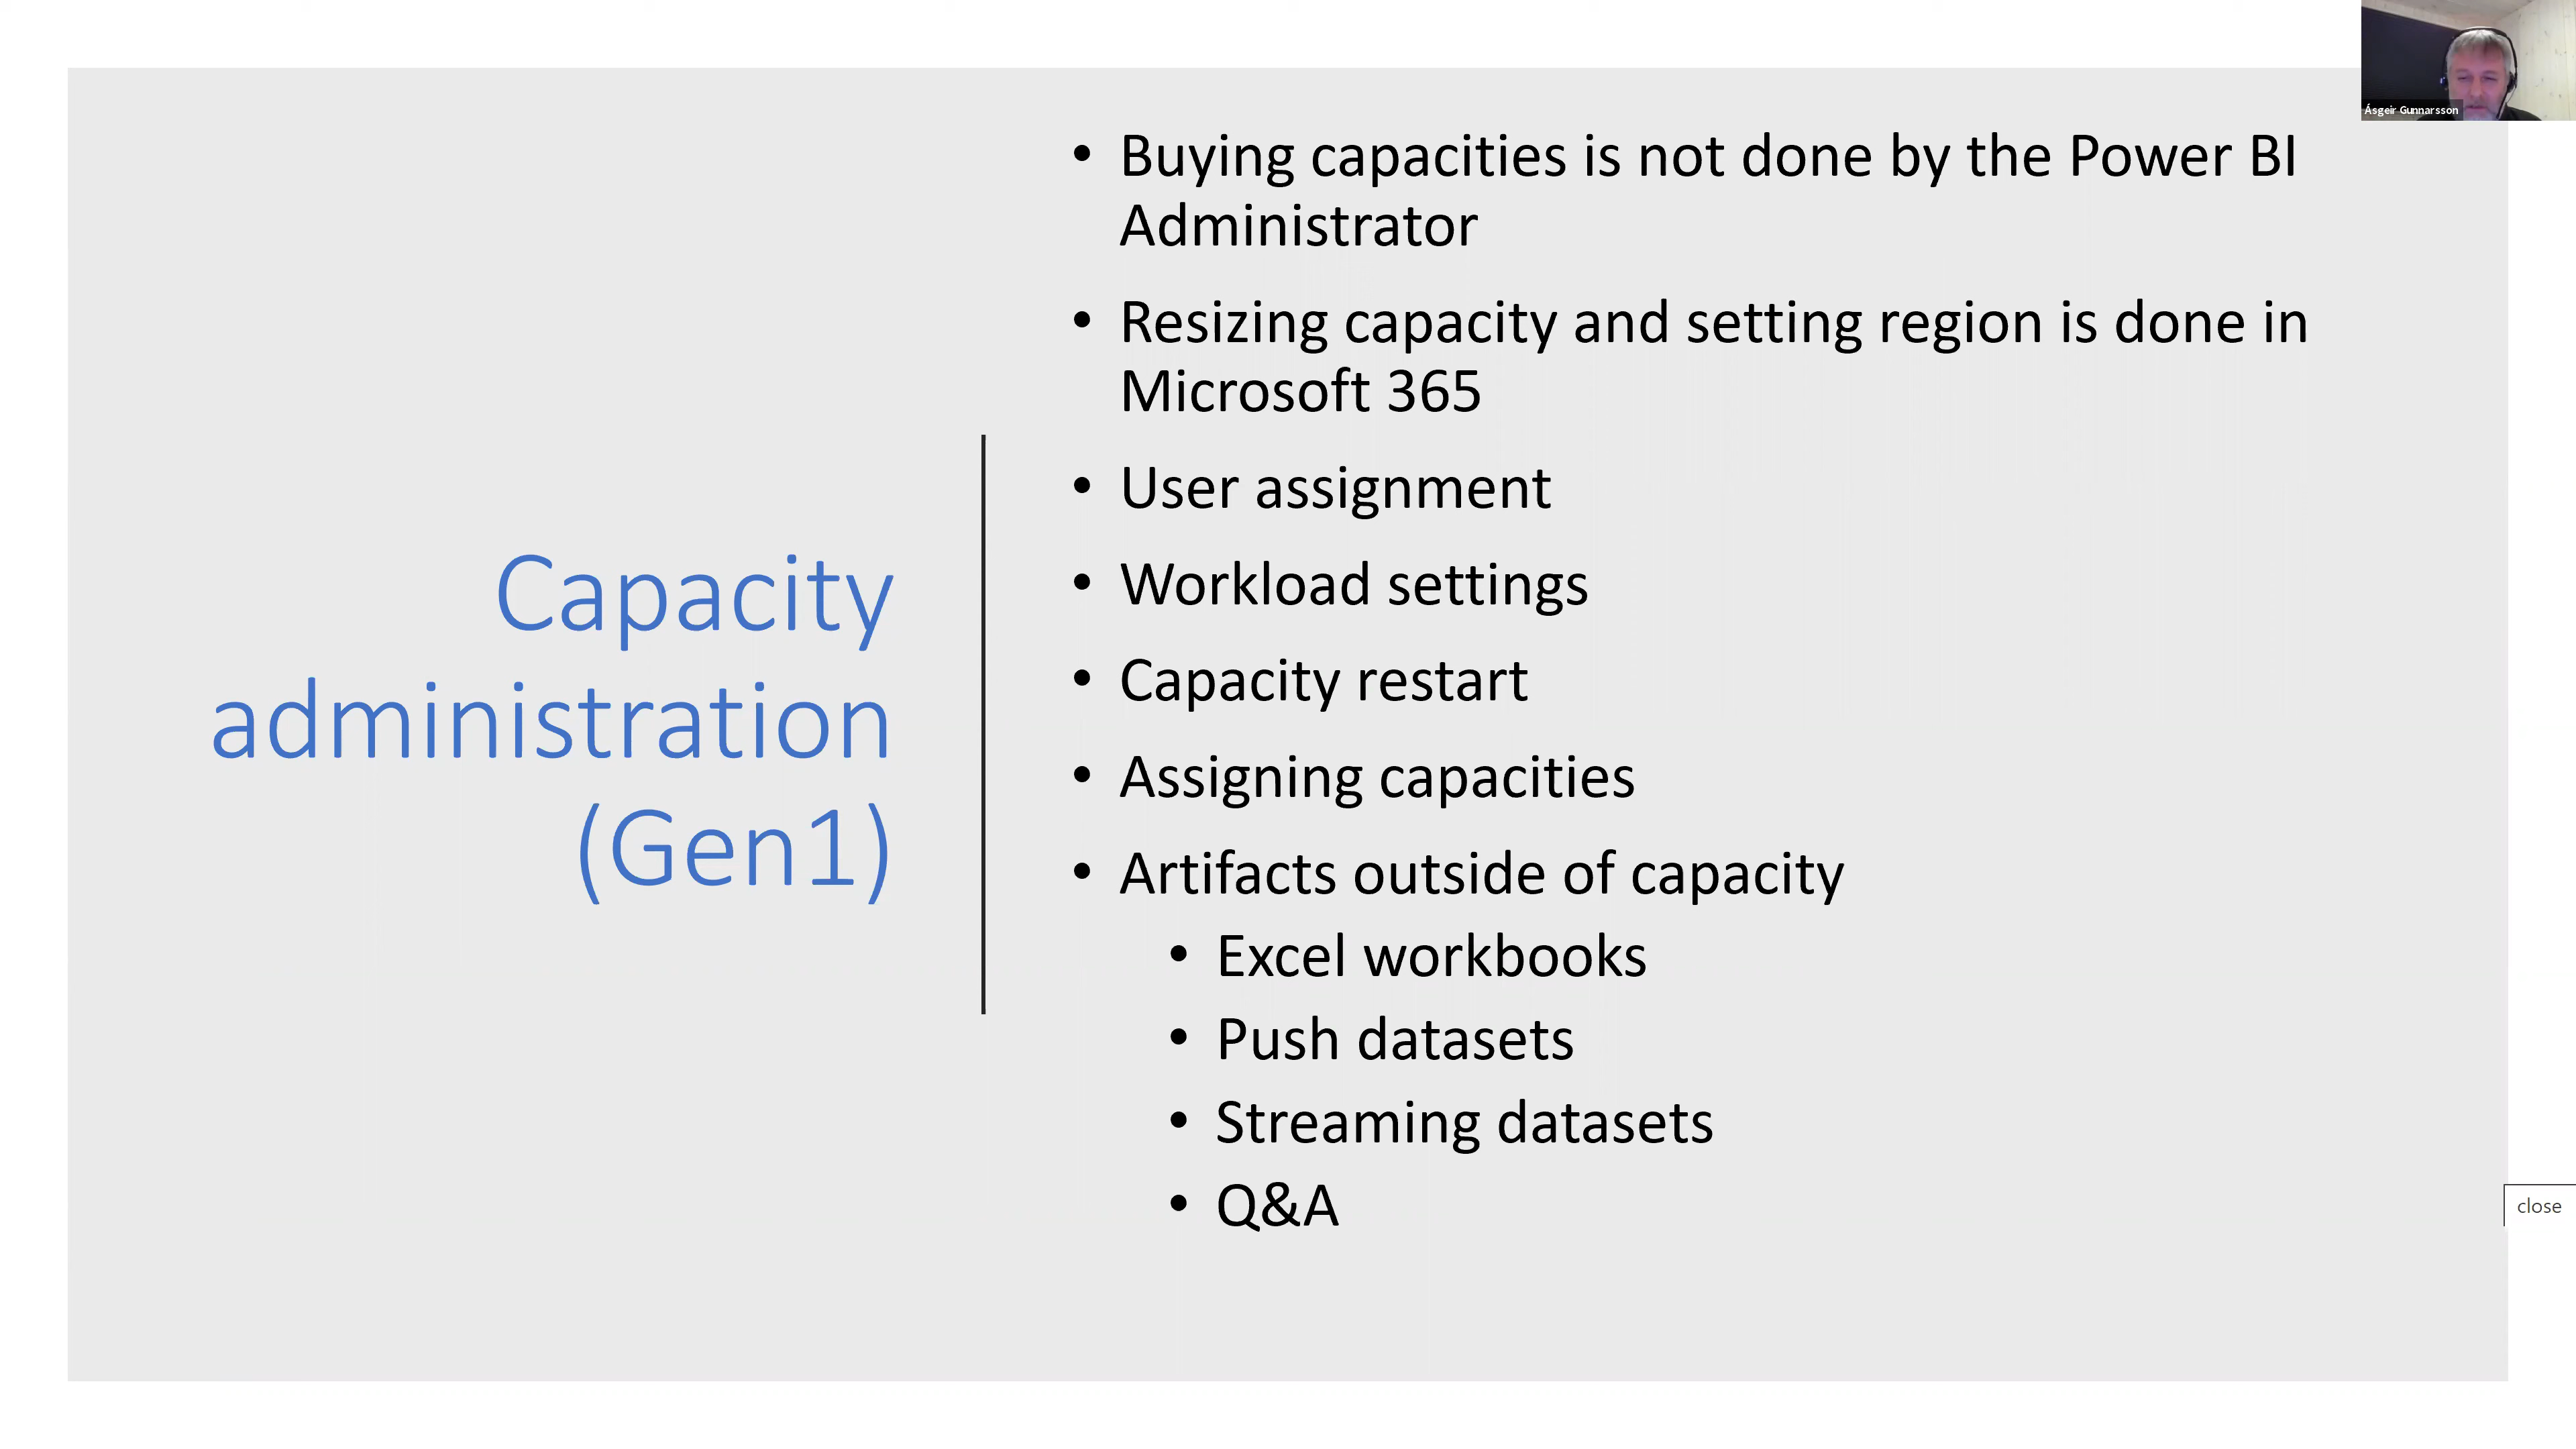 Ásgeir Gunnarsson
Capacity
administration
(Gen1)
• Buying capacities is not done by the Power BI
Administrator
• Resizing capacity and setting region is done in
Microsoft 365
• User assignment
• Workload settings
• Capacity restart
• Assigning capacities
• Artifacts outside of capacity
• Excel workbooks
• Push datasets
• Streaming datasets
• Q&A
close